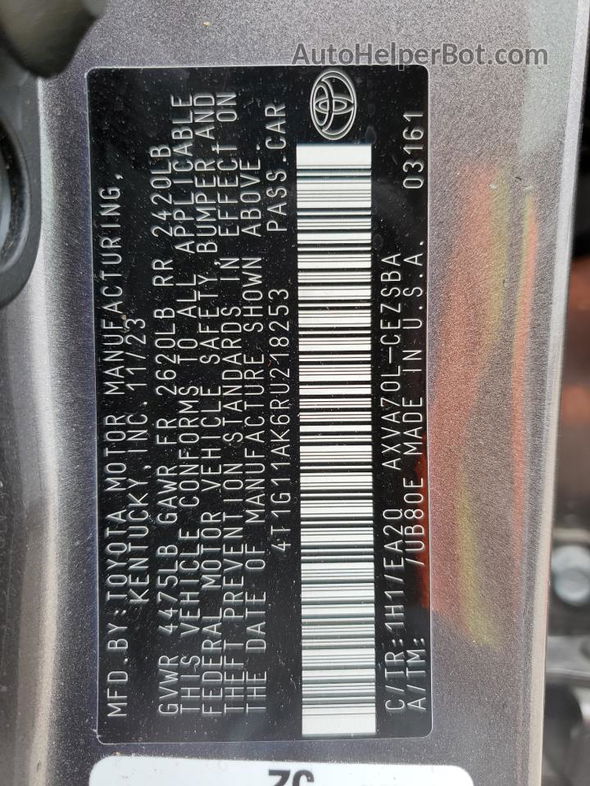 AutoHelperBot.com
MFD.BY:TOYOTA MOTOR MANUFACTURING,
KENTUCKY, INC. 11/23
GVWR 4475LB GAWR FR 2620LB RR 2420LB
THIS VEHICLE CONFORMS TO ALL APPLICABLE
FEDERAL MOTOR VEHICLE SAFETY, BUMPER AND
THEFT PREVENTION STANDARDS IN EFFECT ON
THE DATE OF MANUFACTURE SHOWN ABOVE.
4T1G11AK6RU218253 PASS.CAR
C/TR: 1H1/EA20 AXVA70L-CEZSBA 03161
A/TM: /UB80E MADE IN U.S.A.